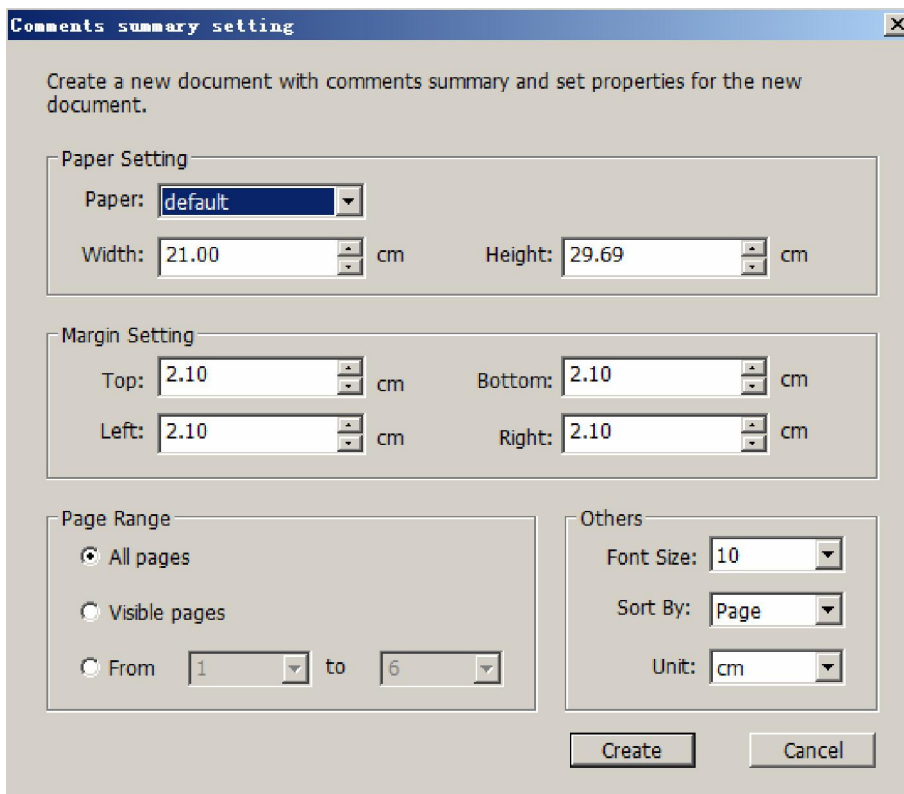 Comments summary setting
Create a new document with comments summary and set properties for the new
document.
Paper Setting
Paper: default
Width: 21.00 cm Height: 29.69 cm
Margin Setting
Top: 2.10 cm Bottom: 2.10 cm
Left: 2.10 cm Right: 2.10 cm
Page Range
All pages
Visible pages
From 1 to 6
Others
Font Size: 10
Sort By: Page
Unit: cm
Create Cancel